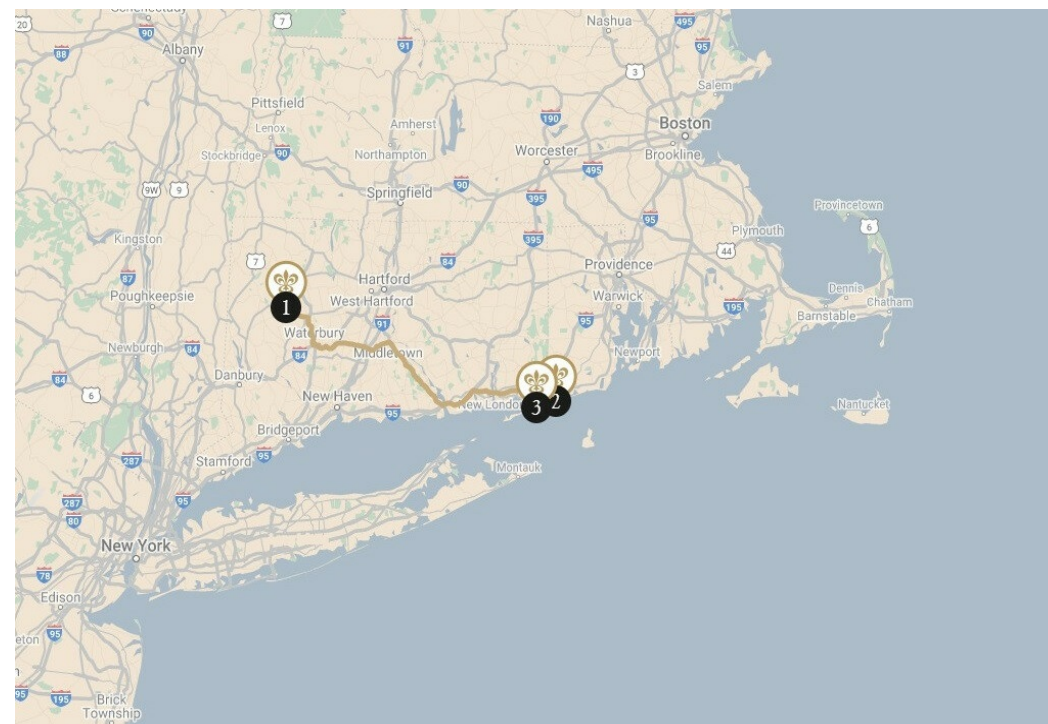 Schenectady
20
7
Nashua
495
90
Albany
91
95
88
3
Salem
Pittsfield
Amherst
190
Boston
Lenox
Worcester
Brookline
Stockbridge
90
Northampton
495
Springfield
90
395
9W
9
Provincetown
95
6
Kingston
395
Plymouth
7
84
44
87
Hartford
Providence
Poughkeepsie
West Hartford
Warwick
Dennis
Chatham
1
195
Barnstable
91
95
Waterbury
Newburgh
84
84
Middletown
Newport
84
Danbury
6
New Haven
New London
3
2
Nantucket
95
Bridgeport
287
Stamford
95
Montauk
287
95
80
New York
78
Edison
95
eton
n
95
195
Brick
Township